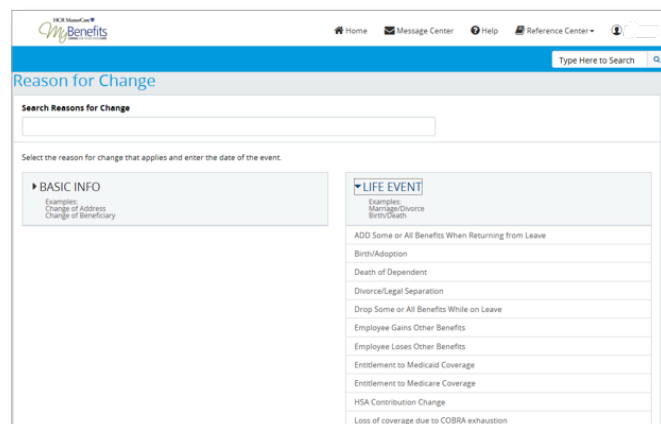 HCR ManorCare
MyBenefits
Home Message Center Help Reference Center
Type Here to Search
Reason for Change
Search Reasons for Change
Select the reason for change that applies and enter the date of the event.
BASIC INFO
Examples:
Change of Address
Change of Beneficiary
LIFE EVENT
Examples:
Marriage/Divorce
Birth/Death
ADD Some or All Benefits When Returning from Leave
Birth/Adoption
Death of Dependent
Divorce/Legal Separation
Drop Some or All Benefits While on Leave
Employee Gains Other Benefits
Employee Loses Other Benefits
Entitlement to Medicaid Coverage
Entitlement to Medicare Coverage
HSA Contribution Change
Loss of coverage due to COBRA exhaustion